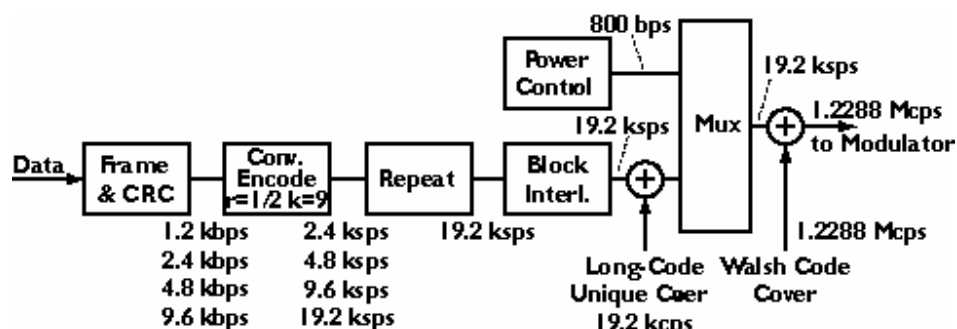 800 bps
Power
Control
19.2 ksps
1.2288 Mcps
to Modulator
Mux
19.2 ksps
Data
Frame
& CRC
Conv.
Encode
r=1/2 k=9
Repeat
Block
Interl.
1.2 kbps
2.4 kbps
4.8 kbps
9.6 kbps
2.4 ksps
4.8 ksps
9.6 ksps
19.2 ksps
19.2 ksps
Long-Code
Unique Cuer
19.2 kcps
1.2288 Mcps
Walsh Code
Cover